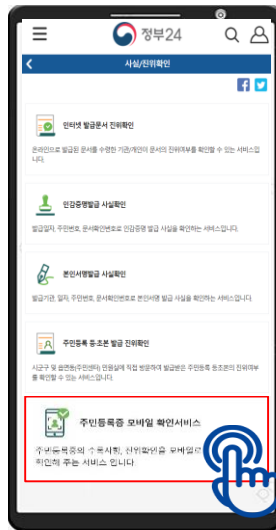 정부24
사실/진위확인
인터넷 발급문서 진위확인
온라인으로 발급된 문서를 수령한 기관/개인이 문서의 진위여부를 확인할 수 있는 서비스입
니다.
인감증명발급 사실확인
발급일자, 주민번호, 문서확인번호로 인감증명 발급 사실을 확인하는 서비스입니다.
본인서명발급 사실확인
발급기관, 일자, 주민번호, 문서확인번호로 본인서명 발급 사실을 확인하는 서비스입니다.
주민등록 등·초본 발급 진위확인
시군구 및 읍면동(주민센터) 민원실에 직접 방문하여 발급받은 주민등록 등초본의 진위여부
를 확인할 수 있는 서비스입니다.
주민등록증 모바일 확인서비스
주민등록증의 수록사항, 진위확인을 모바일로
확인해 주는 서비스 입니다.